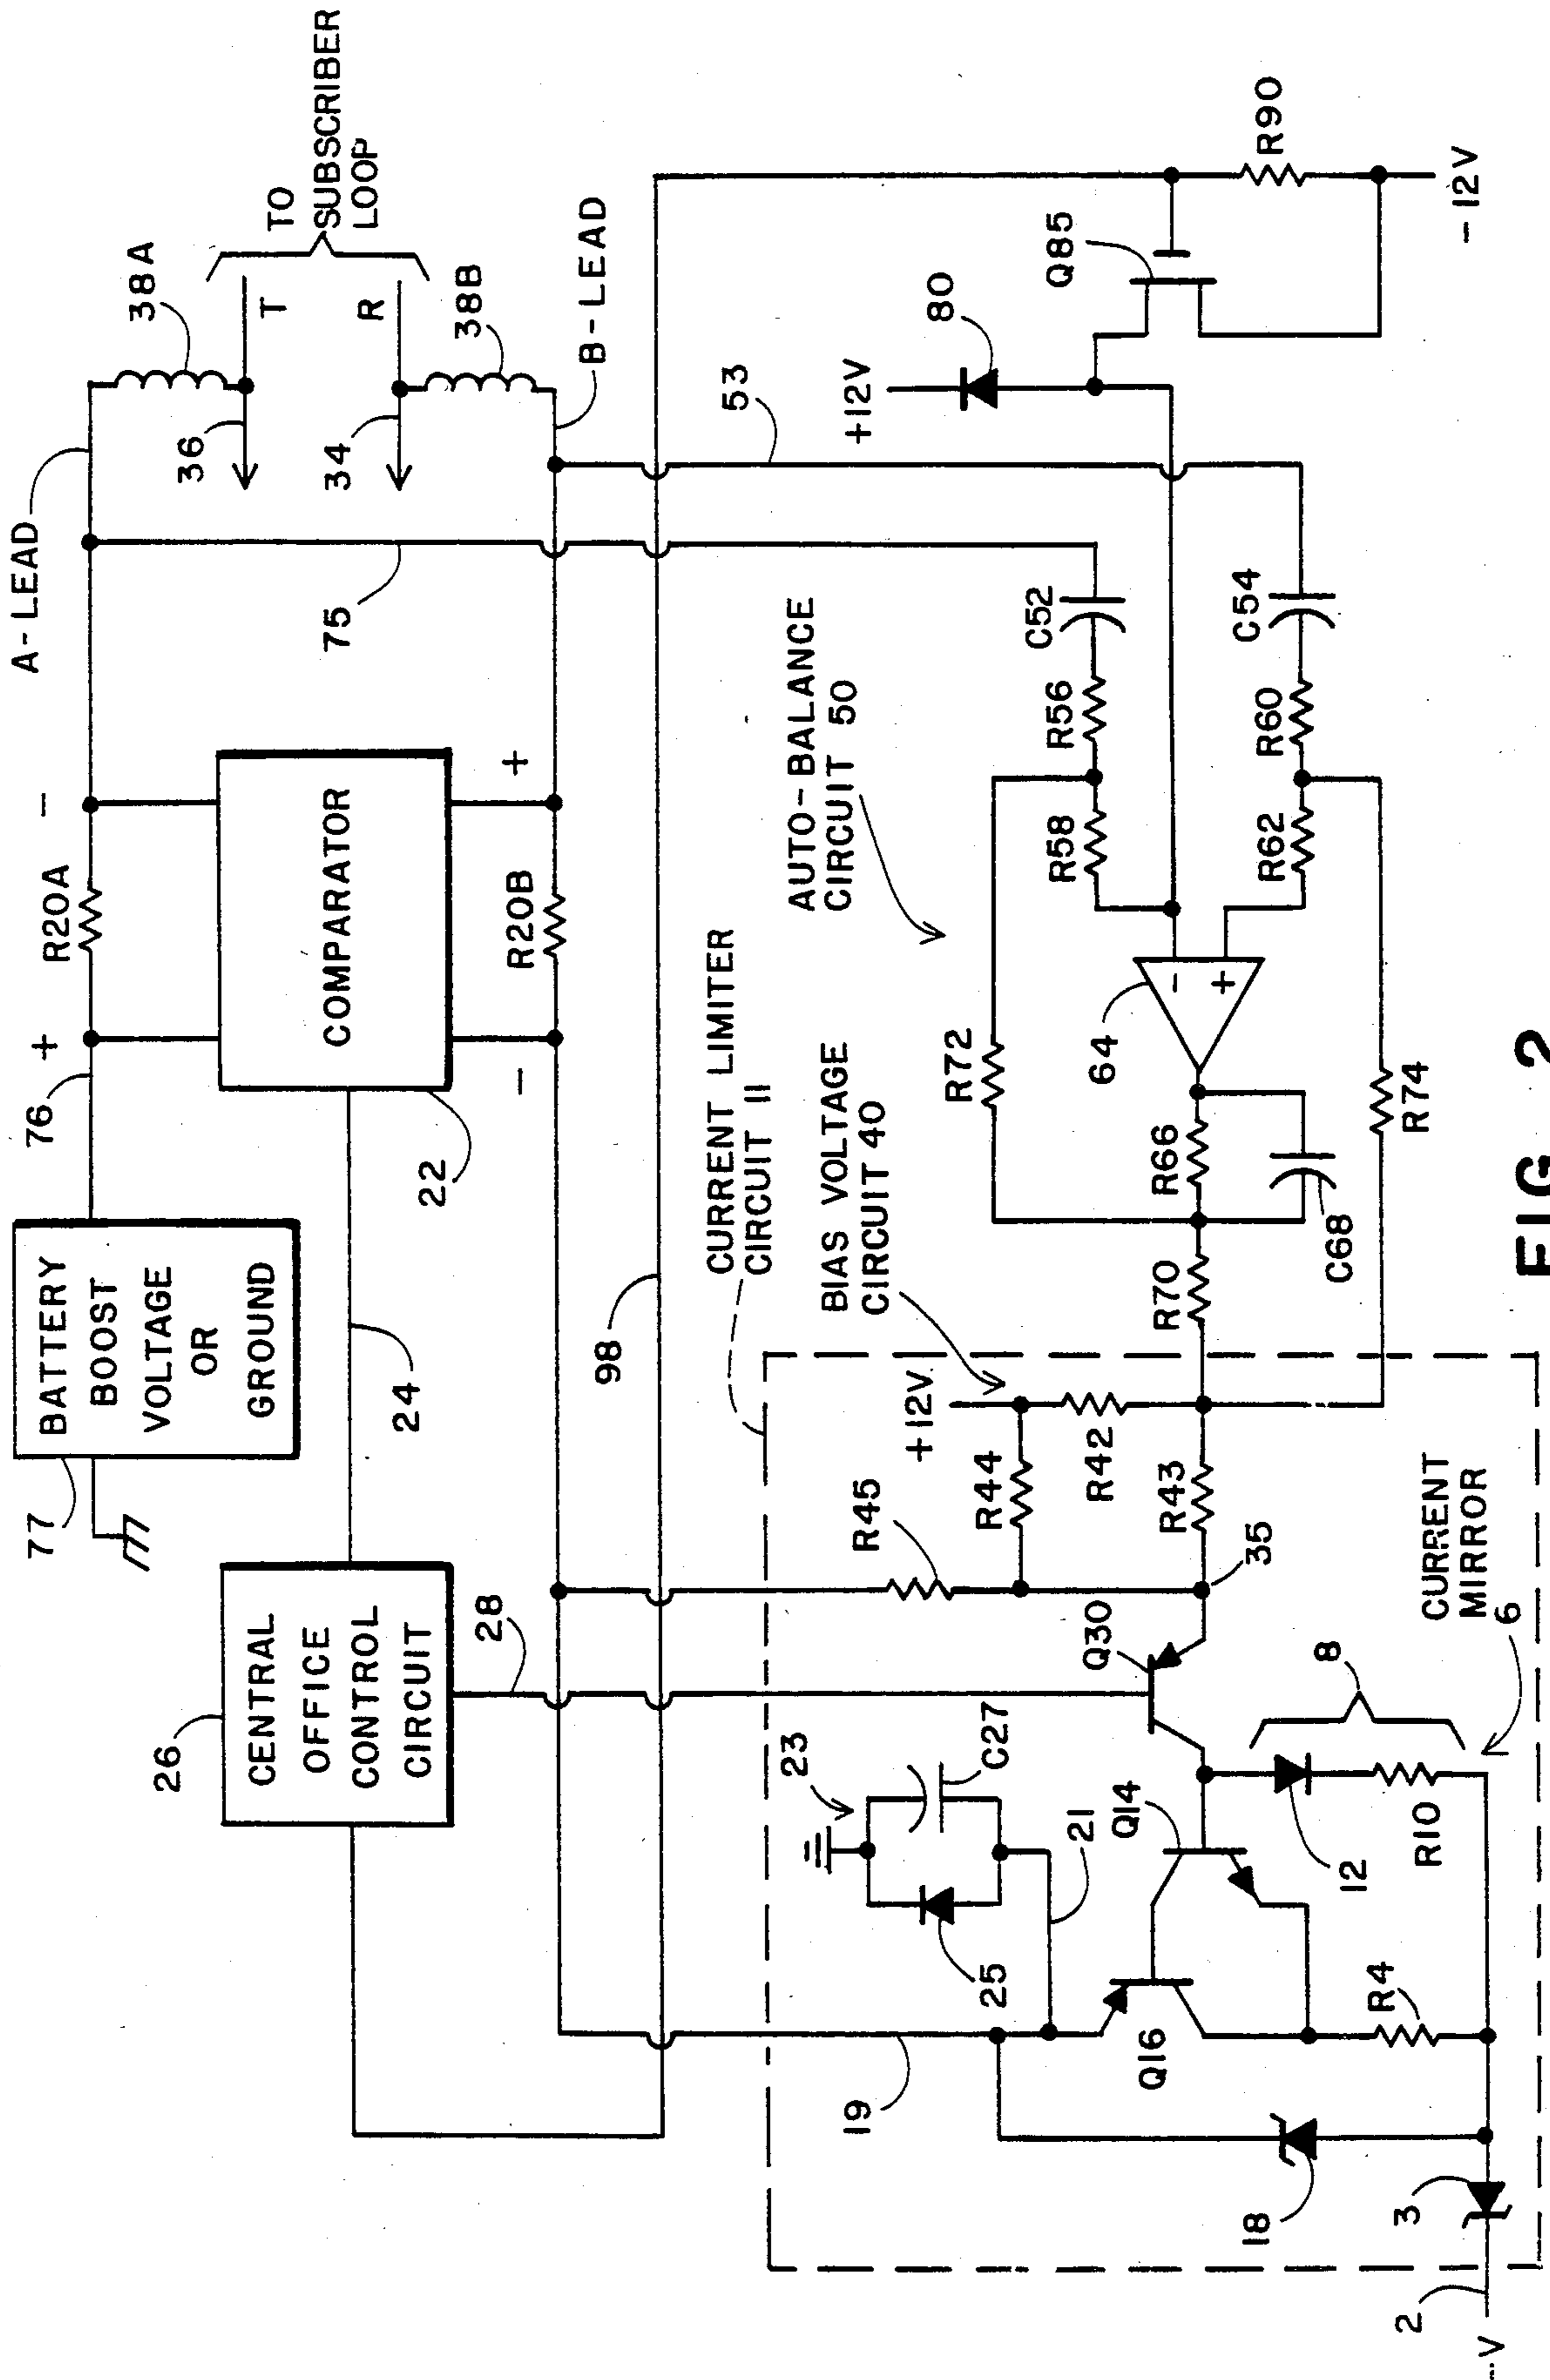 A-LEAD
38A
TO
SUBSCRIBER
LOOP
36
T
34
R
38B
B-LEAD
76
+
R20A
-
COMPARATOR
22
-
R20B
+
77
BATTERY
BOOST
VOLTAGE
OR
GROUND
24
26
CENTRAL
OFFICE
CONTROL
CIRCUIT
28
98
75
53
+12V
80
Q85
R90
-12V
CURRENT LIMITER
CIRCUIT 11
BIAS VOLTAGE
CIRCUIT 40
AUTO-BALANCE
CIRCUIT 50
C52
R56
R58
R72
C54
R60
R62
64
-
+
R66
C68
R70
R74
+12V
R42
R44
R43
R45
35
Q30
CURRENT
MIRROR
6
8
23
C27
25
21
Q14
12
R10
Q16
R4
19
18
3
2
-V
FIG 2